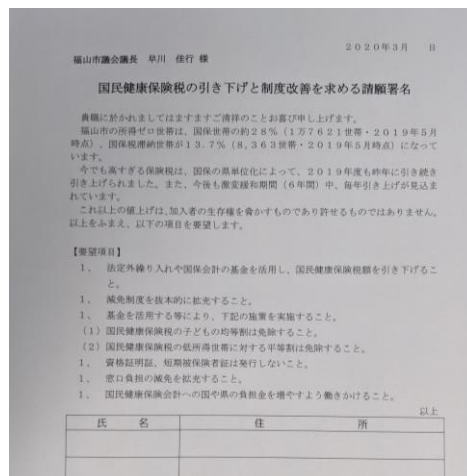 2020年3月　日
福山市議会議長　早川　佳行 様
国民健康保険税の引き下げと制度改善を求める請願署名
貴職に於かれましてはますますご清祥のことお喜び申し上げます。
福山市の所得ゼロ世帯は、国保世帯の約28％（1万7621世帯・2019年5月
時点）、国保税滞納世帯が13.7％（8,363世帯・2019年5月時点）になって
います。
今でも高すぎる保険税は、国保の県単位化によって、2019年度も昨年に引き続き
引き上げられました。また、今後も激変緩和期間（6年間）中、毎年引き上げが見込ま
れています。
これ以上の値上げは、加入者の生存権を脅かすものであり許せるものではありません。
以上をふまえ、以下の項目を要望します。
【要望項目】
1、　法定外繰り入れや国保会計の基金を活用し、国民健康保険税額を引き下げるこ
と。
1、　減免制度を抜本的に拡充すること。
1、　基金を活用する等により、下記の施策を実施すること。
（1）国民健康保険税の子どもの均等割は免除すること。
（2）国民健康保険税の低所得世帯に対する平等割は免除すること。
1、　資格証明証、短期被保険者証は発行しないこと。
1、　窓口負担の減免を拡充すること。
1、　国民健康保険会計への国や県の負担金を増やすよう働きかけること。
以上
氏　名　住　所